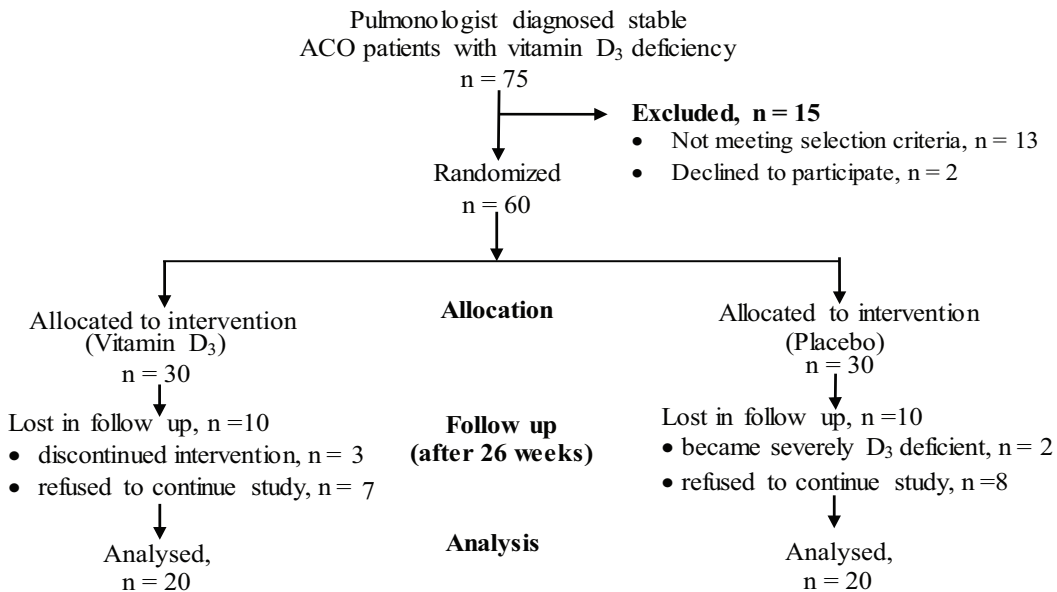 Pulmonologist diagnosed stable
ACO patients with vitamin D₃ deficiency
n = 75
Excluded, n = 15
• Not meeting selection criteria, n = 13
• Declined to participate, n = 2
Randomized
n = 60
Allocation
Allocated to intervention
(Vitamin D₃)
n = 30
Allocated to intervention
(Placebo)
n = 30
Follow up
(after 26 weeks)
Lost in follow up, n =10
• discontinued intervention, n = 3
• refused to continue study, n = 7
Lost in follow up, n =10
• became severely D₃ deficient, n = 2
• refused to continue study, n =8
Analysis
Analysed,
n = 20
Analysed,
n = 20